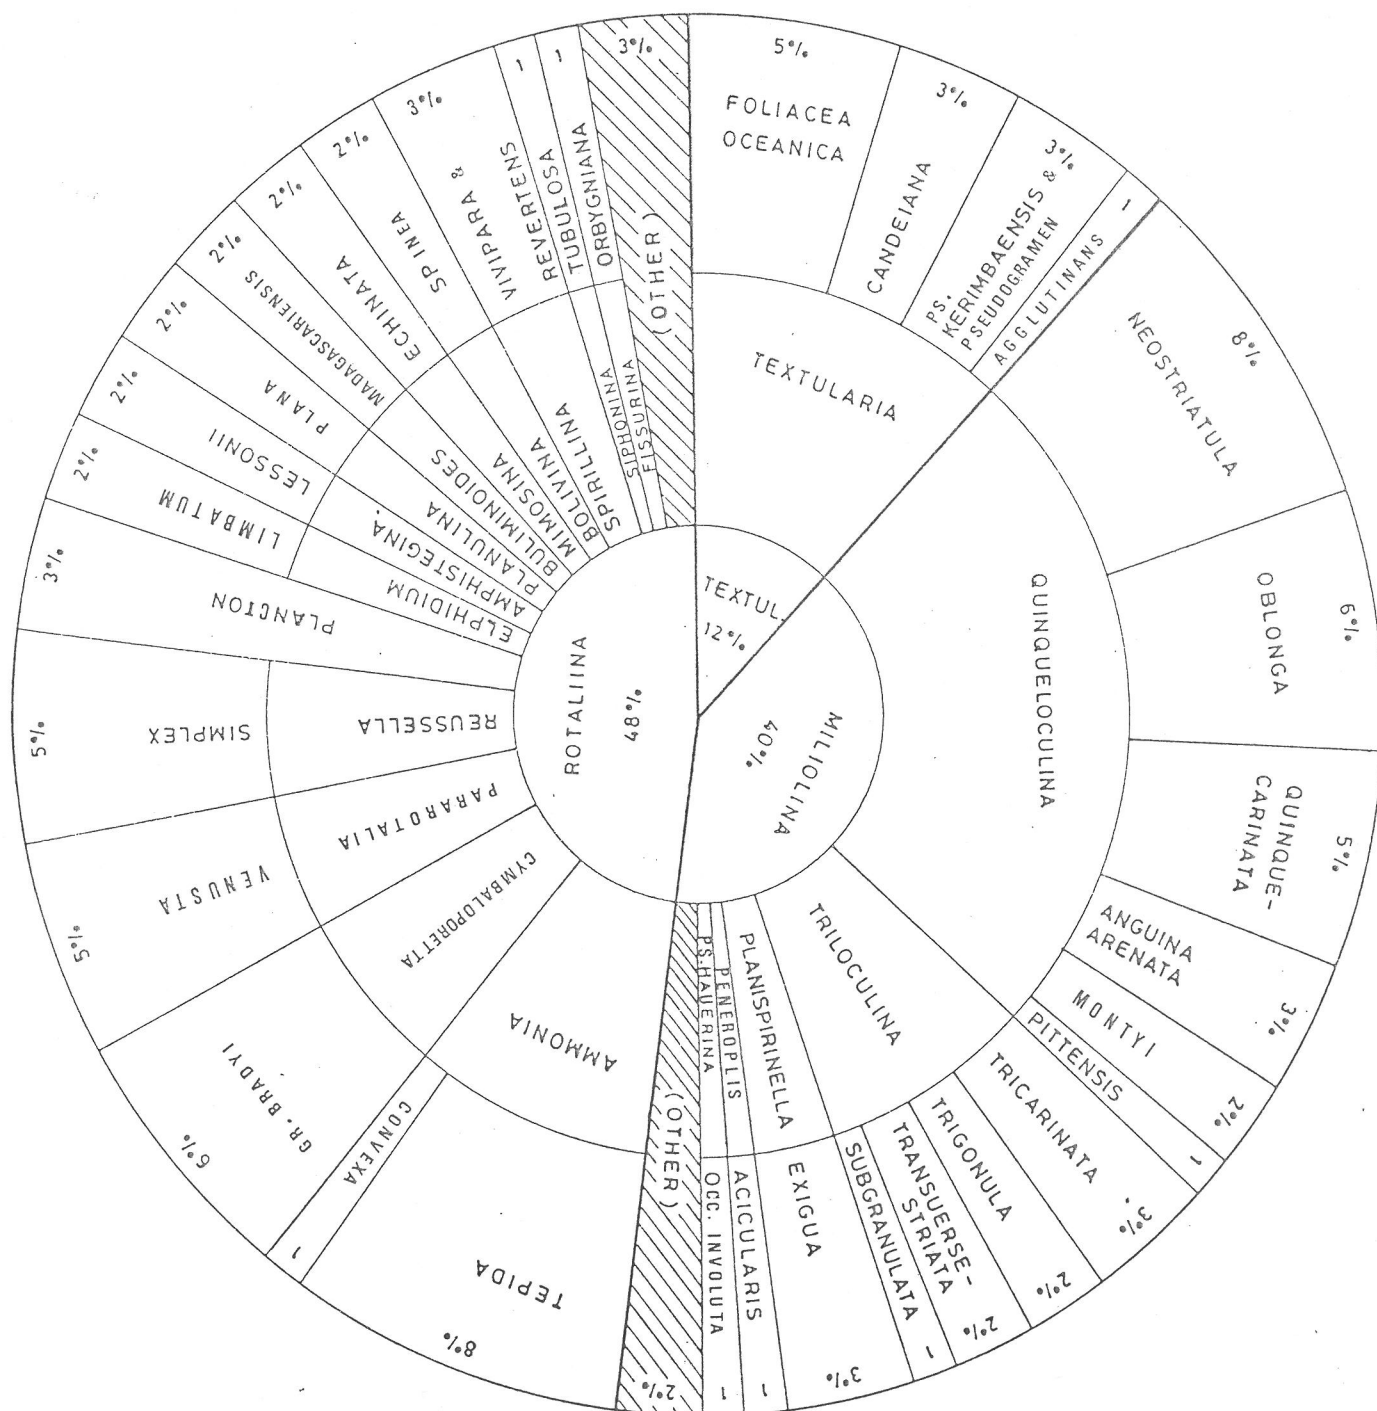 TEXTUL.
12%
MILIOLINA
40%
ROTALIINA
48%
TEXTULARIA
5%
FOLIACEA
OCEANICA
3%
CANDEIANA
3%
PS.
KERIMBAENSIS &
PSEUDOGRAMEN
1
AGGLUTINANS
QUINQUELOCULINA
8%
NEOSTRIATULA
6%
OBLONGA
5%
QUINQUE-
CARINATA
3%
ANGUINA
ARENATA
2%
MONTYI
1
PITTENSIS
TRILOCULINA
3%
TRICARINATA
2%
TRIGONULA
2%
TRANSUERSE-
STRIATA
1
SUBGRANULATA
PLANISPIRINELLA
3%
EXIGUA
PENEROPLIS
1
ACICULARIS
PS.HAUERINA
1
OCC. INVOLUTA
(OTHER)
2%
AMMONIA
8%
TEPIDA
1
CONVEXA
CYMBALOPORETTA
6%
GR. BRADYI
PARAROTALIA
5%
VENUSTA
REUSSELLA
5%
SIMPLEX
3%
PLANCTON
ELPHIDIUM
2%
LIMBATUM
AMPHISTEGINA
2%
LESSONII
PLANULINA
2%
PLANA
BULIMINOIDES
2%
MADAGASCARIENSIS
MIMOSINA
2%
ECHINATA
BOLIVINA
2%
SPINEA
SPIRILLINA
3%
VIVIPARA &
REVERTENS
SIPHONINA
1
TUBULOSA
FISSURINA
1
ORBYGNIANA
(OTHER)
3%